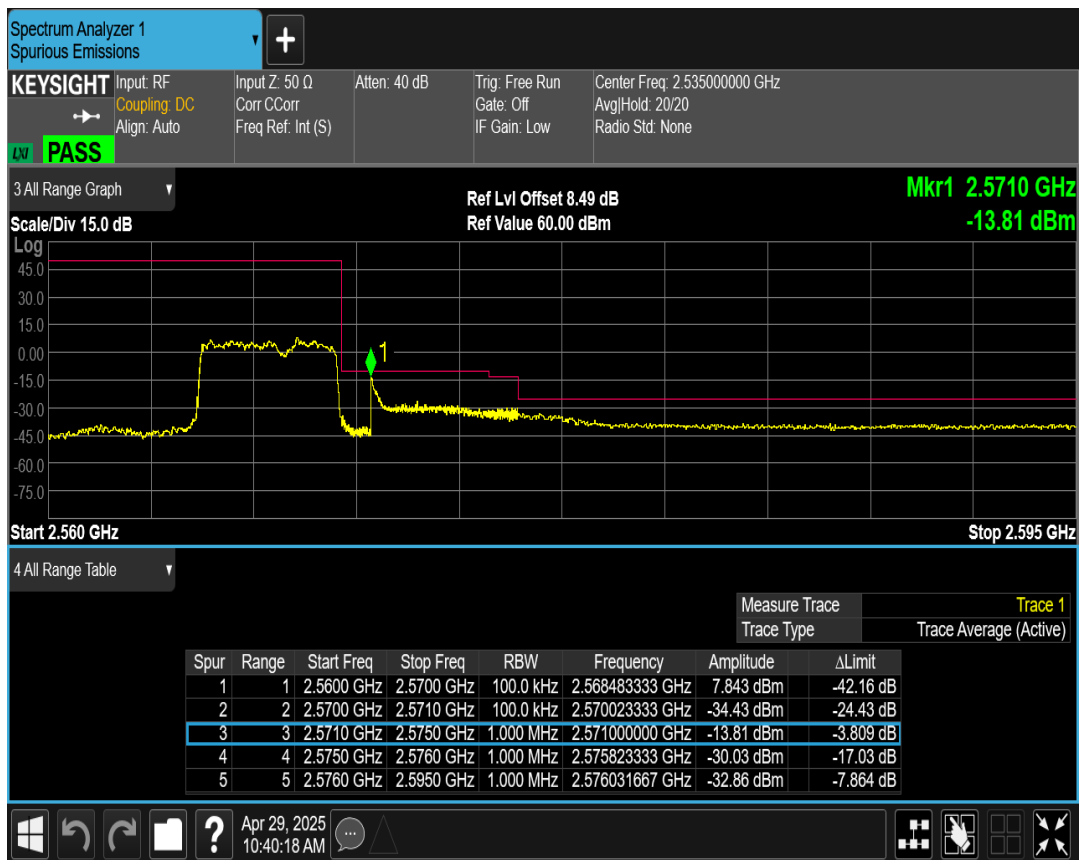 Spectrum Analyzer 1
Spurious Emissions
+
KEYSIGHT
Input: RF
Coupling: DC
Align: Auto
Input Z: 50 Ω
Corr CCorr
Freq Ref: Int (S)
Atten: 40 dB
Trig: Free Run
Gate: Off
IF Gain: Low
Center Freq: 2.535000000 GHz
Avg|Hold: 20/20
Radio Std: None
LXI PASS
3 All Range Graph
Scale/Div 15.0 dB
Ref Lvl Offset 8.49 dB
Ref Value 60.00 dBm
Mkr1 2.5710 GHz
-13.81 dBm
Log
45.0
30.0
15.0
0.00
-15.0
-30.0
-45.0
-60.0
-75.0
1
Start 2.560 GHz
Stop 2.595 GHz
4 All Range Table
Measure Trace Trace 1
Trace Type Trace Average (Active)
Spur Range Start Freq Stop Freq RBW Frequency Amplitude ΔLimit
1 1 2.5600 GHz 2.5700 GHz 100.0 kHz 2.568483333 GHz 7.843 dBm -42.16 dB
2 2 2.5700 GHz 2.5710 GHz 100.0 kHz 2.570023333 GHz -34.43 dBm -24.43 dB
3 3 2.5710 GHz 2.5750 GHz 1.000 MHz 2.571000000 GHz -13.81 dBm -3.809 dB
4 4 2.5750 GHz 2.5760 GHz 1.000 MHz 2.575823333 GHz -30.03 dBm -17.03 dB
5 5 2.5760 GHz 2.5950 GHz 1.000 MHz 2.576031667 GHz -32.86 dBm -7.864 dB
?
Apr 29, 2025
10:40:18 AM